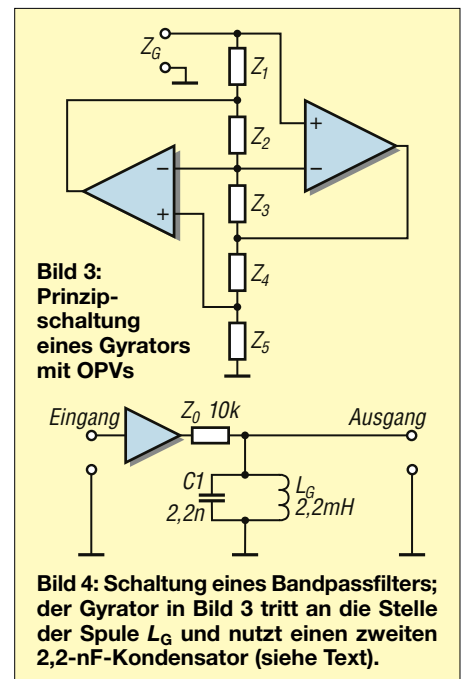 Z_G
Z_1
Z_2
+
−
−
Z_3
+
Z_4
Z_5
Bild 3:
Prinzip-
schaltung
eines Gyrators
mit OPVs
Eingang
Z_0 10k
Ausgang
C1
2,2n
L_G
2,2mH
Bild 4: Schaltung eines Bandpassfilters;
der Gyrator in Bild 3 tritt an die Stelle
der Spule L_G und nutzt einen zweiten
2,2-nF-Kondensator (siehe Text).